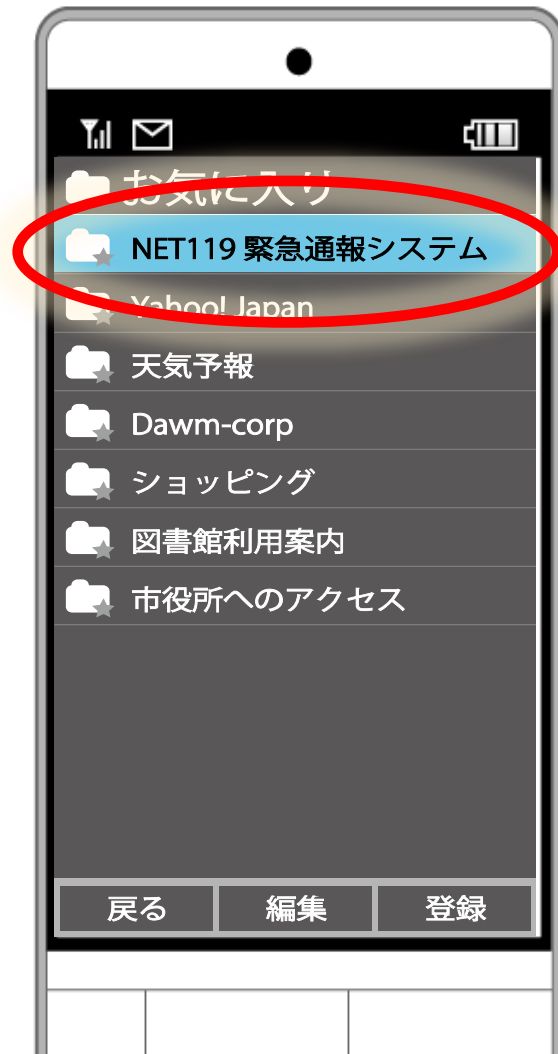 お気に入り
NET119 緊急通報システム
Yahoo! Japan
天気予報
Dawm-corp
ショッピング
図書館利用案内
市役所へのアクセス
戻る 編集 登録